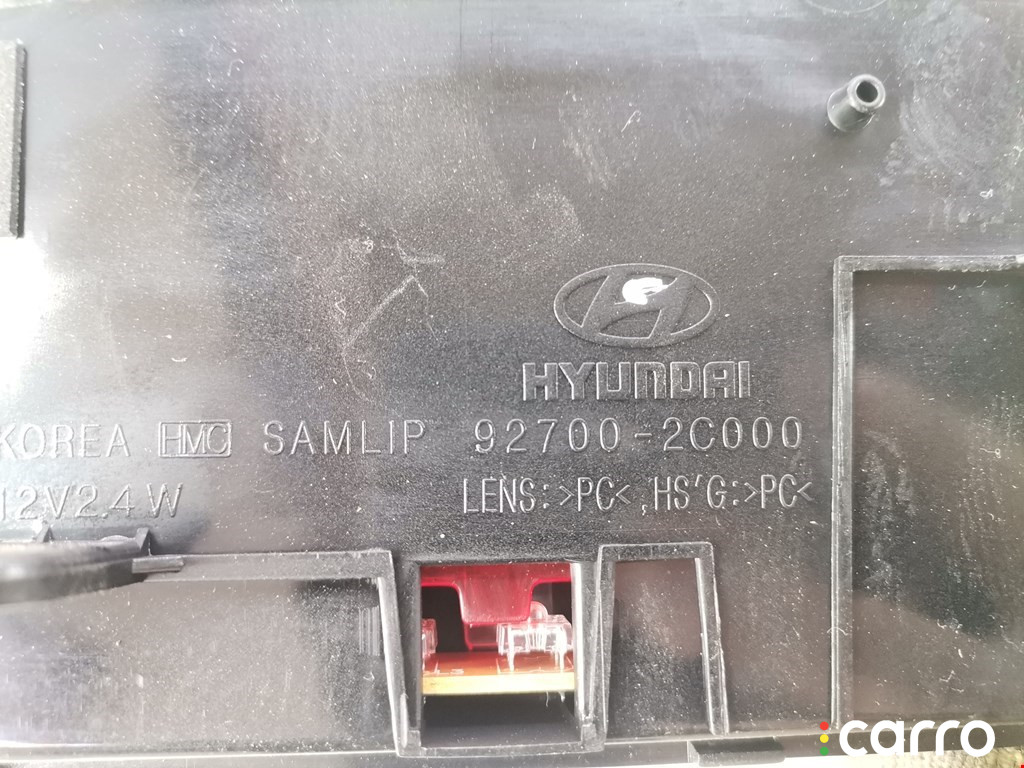 HYUNDAI
KOREA HMC SAMLIP 92700-2C000
12V2.4W LENS:>PC<,HS'G:>PC<
carro